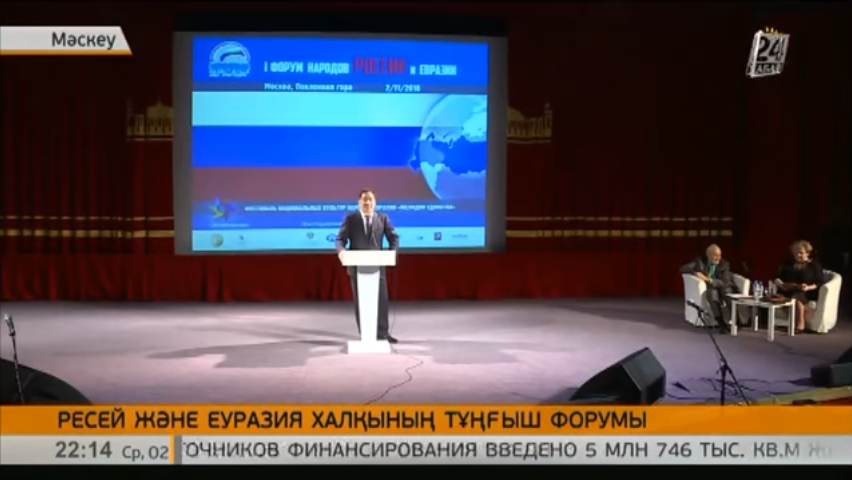 Мәскеу
24
I ФОРУМ НАРОДОВ РОССИИ И ЕВРАЗИИ
Москва, Поклонная гора 2/11/2016
РЕСЕЙ ЖӘНЕ ЕУРАЗИЯ ХАЛҚЫНЫҢ ТҰҢҒЫШ ФОРУМЫ
22:14 Ср, 02 ТОЧНИКОВ ФИНАНСИРОВАНИЯ ВВЕДЕНО 5 МЛН 746 ТЫС. КВ.М